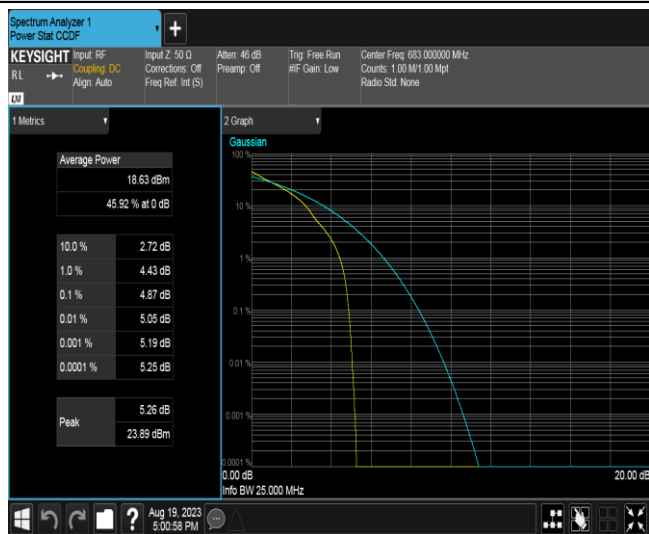 Spectrum Analyzer 1
Power Stat CCDF
+
KEYSIGHT
RL
LXI
Input: RF
Coupling: DC
Align: Auto
Input Z: 50 Ω
Corrections: Off
Freq Ref: Int (S)
Atten: 46 dB
Preamp: Off
Trig: Free Run
#IF Gain: Low
Center Freq: 683.000000 MHz
Counts: 1.00 M/1.00 Mpt
Radio Std: None
1 Metrics
Average Power
18.63 dBm
45.92 % at 0 dB
10.0 % 2.72 dB
1.0 % 4.43 dB
0.1 % 4.87 dB
0.01 % 5.05 dB
0.001 % 5.19 dB
0.0001 % 5.25 dB
Peak
5.26 dB
23.89 dBm
2 Graph
Gaussian
100 %
10 %
1 %
0.1 %
0.01 %
0.001 %
0.0001 %
0.00 dB
20.00 dB
Info BW 25.000 MHz
?
Aug 19, 2023
5:00:58 PM